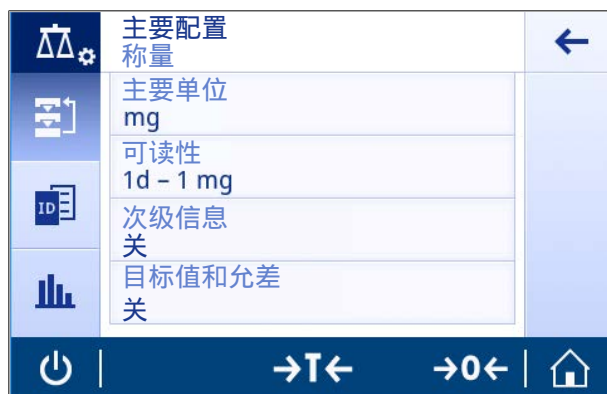 主要配置
称量
主要单位
mg
可读性
1d – 1 mg
ID
次级信息
关
目标值和允差
关
→T← →0←